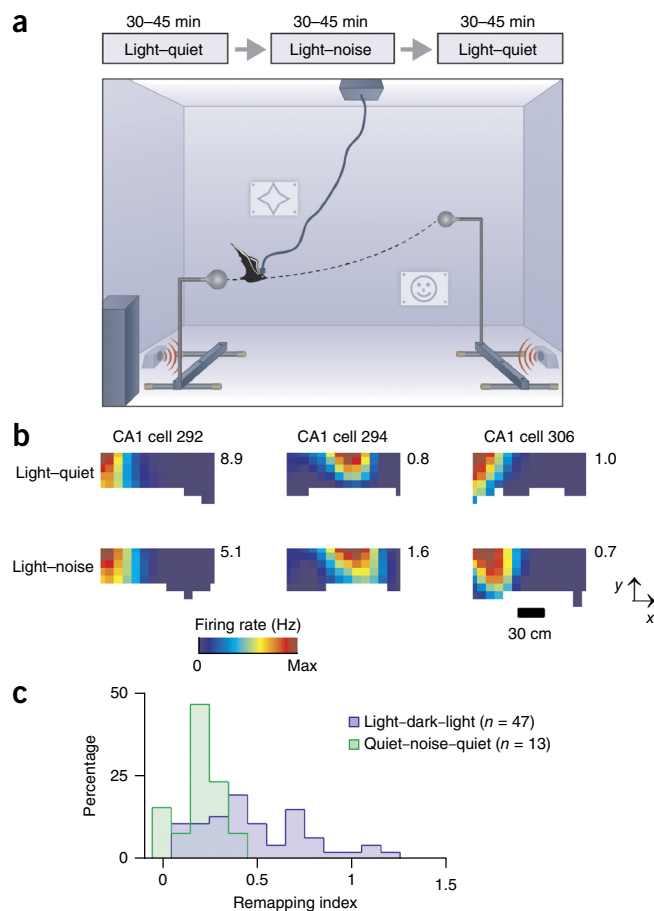 a
30–45 min 30–45 min 30–45 min
Light–quiet Light–noise Light–quiet
b
CA1 cell 292 CA1 cell 294 CA1 cell 306
Light–quiet 8.9 0.8 1.0
Light–noise 5.1 1.6 0.7
y
x
30 cm
Firing rate (Hz)
0 Max
c
50
25
0
Percentage
Light–dark–light (n = 47)
Quiet–noise–quiet (n = 13)
0 0.5 1 1.5
Remapping index